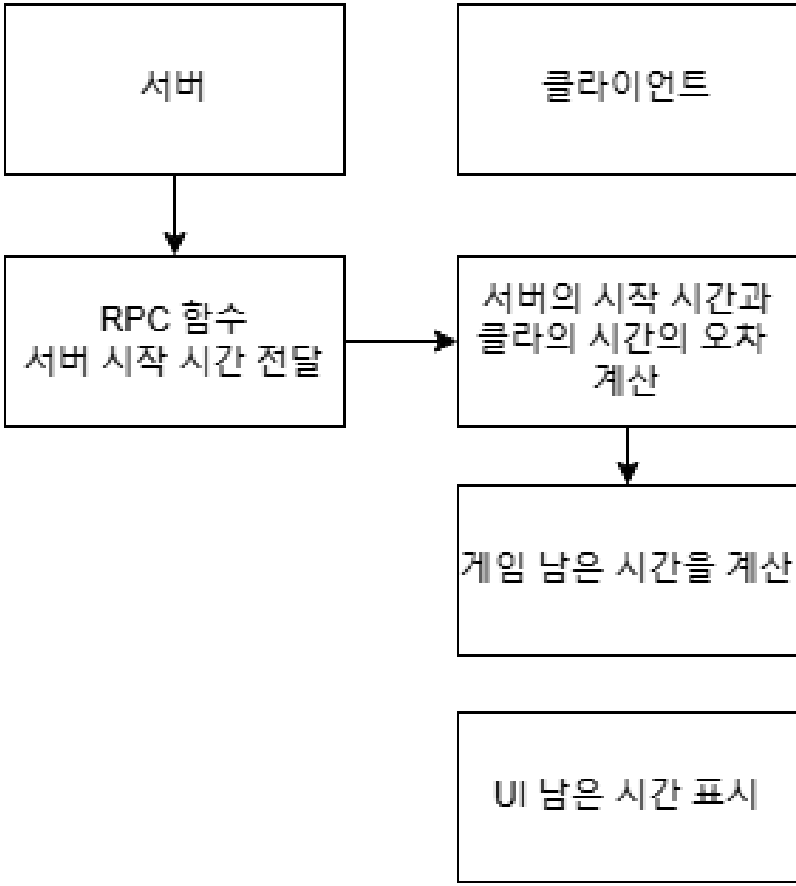 서버
클라이언트
RPC 함수
서버 시작 시간 전달
서버의 시작 시간과
클라의 시간의 오차
계산
게임 남은 시간을 계산
UI 남은 시간 표시